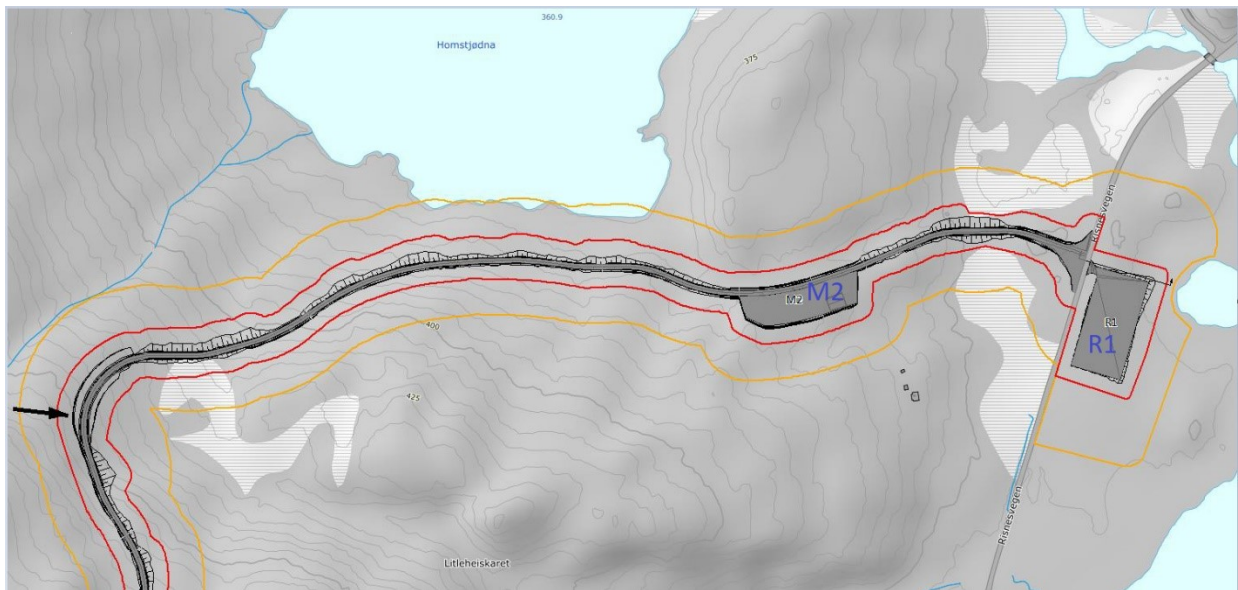 360.9
Homstjødna
375
Risnesvegen
M2
M2
R1
R1
400
425
Risnesvegen
Litleheiskaret